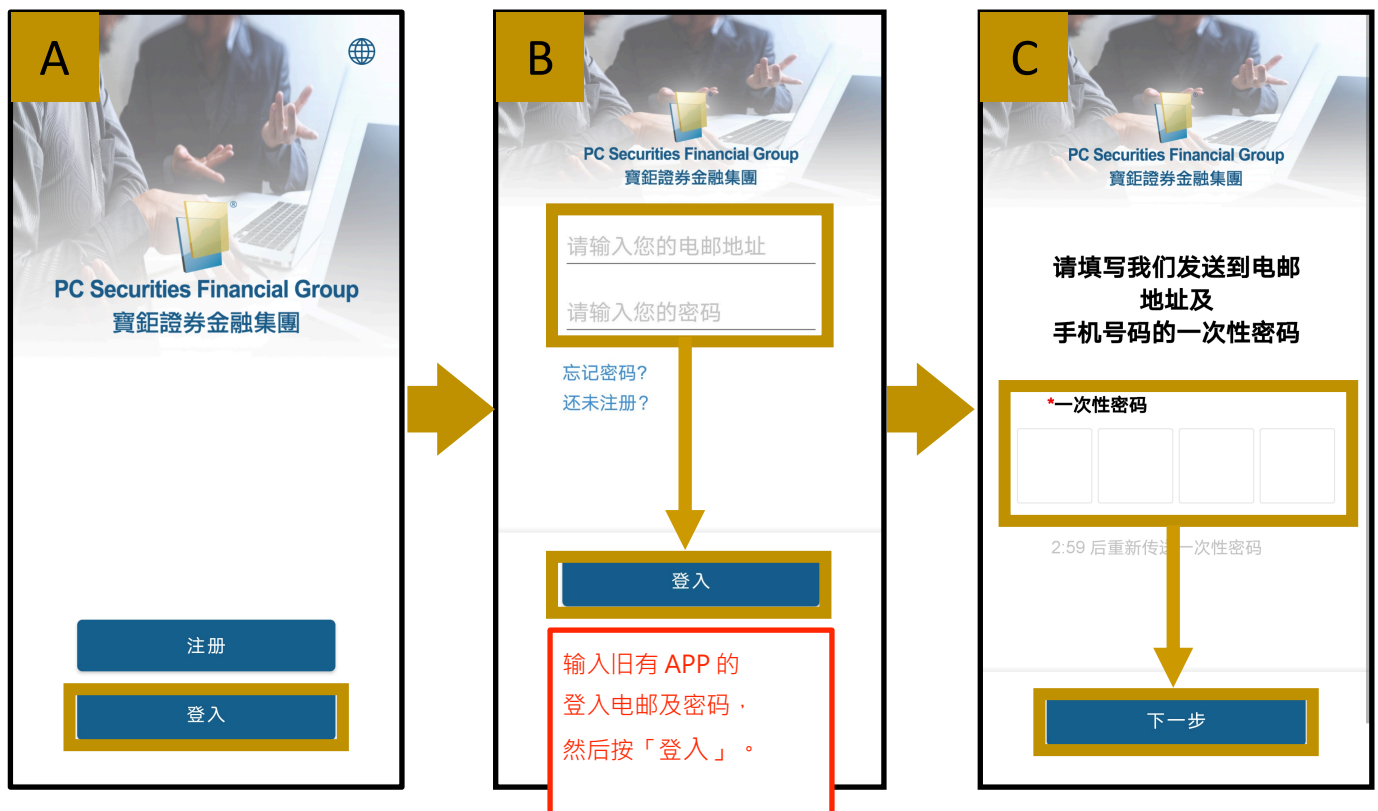 A
®
PC Securities Financial Group
寶鉅證券金融集團
注册
登入
B
PC Securities Financial Group
寶鉅證券金融集團
请输入您的电邮地址
请输入您的密码
忘记密码?
还未注册?
登入
输入旧有 APP 的
登入电邮及密码，
然后按「登入」。
C
PC Securities Financial Group
寶鉅證券金融集團
请填写我们发送到电邮
地址及
手机号码的一次性密码
*一次性密码
2:59 后重新传送一次性密码
下一步